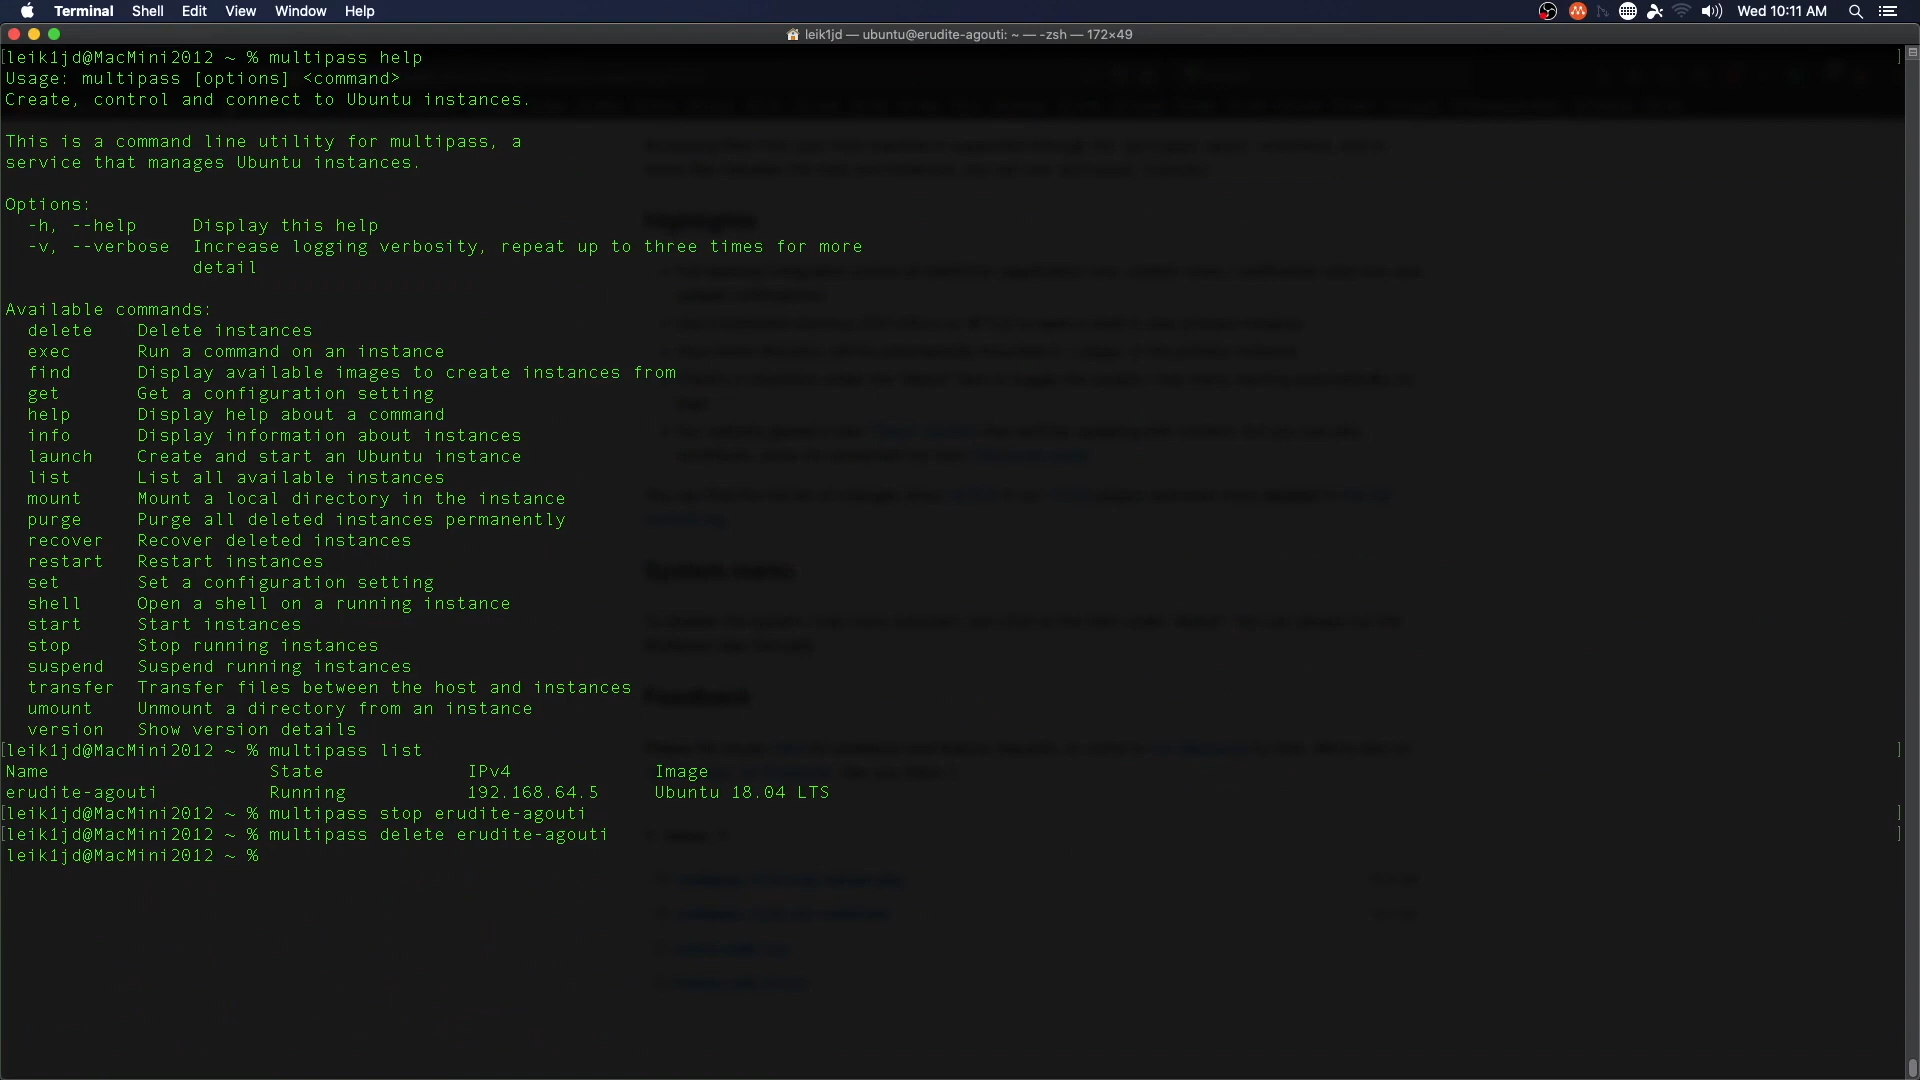 Terminal Shell Edit View Window Help Wed 10:11 AM
leik1jd — ubuntu@erudite-agouti: ~ — -zsh — 172×49
[leik1jd@MacMini2012 ~ % multipass help ]
Usage: multipass [options] <command>
Create, control and connect to Ubuntu instances.
This is a command line utility for multipass, a
service that manages Ubuntu instances.
Options:
-h, --help Display this help
-v, --verbose Increase logging verbosity, repeat up to three times for more
detail
Available commands:
delete Delete instances
exec Run a command on an instance
find Display available images to create instances from
get Get a configuration setting
help Display help about a command
info Display information about instances
launch Create and start an Ubuntu instance
list List all available instances
mount Mount a local directory in the instance
purge Purge all deleted instances permanently
recover Recover deleted instances
restart Restart instances
set Set a configuration setting
shell Open a shell on a running instance
start Start instances
stop Stop running instances
suspend Suspend running instances
transfer Transfer files between the host and instances
umount Unmount a directory from an instance
version Show version details
[leik1jd@MacMini2012 ~ % multipass list ]
Name State IPv4 Image
erudite-agouti Running 192.168.64.5 Ubuntu 18.04 LTS
[leik1jd@MacMini2012 ~ % multipass stop erudite-agouti ]
[leik1jd@MacMini2012 ~ % multipass delete erudite-agouti ]
leik1jd@MacMini2012 ~ %
Highlights
System menu
Feedback